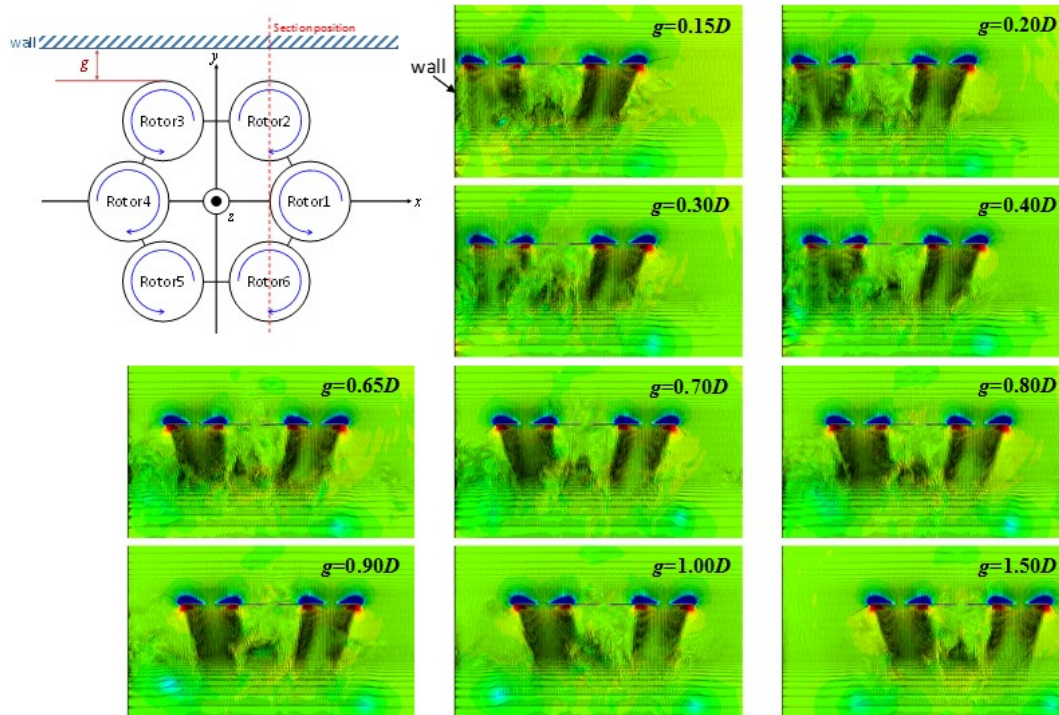 Section position
wall
g
y
Rotor3
Rotor2
Rotor4
Rotor1
x
z
Rotor5
Rotor6
wall
g=0.15D
g=0.20D
g=0.30D
g=0.40D
g=0.65D
g=0.70D
g=0.80D
g=0.90D
g=1.00D
g=1.50D